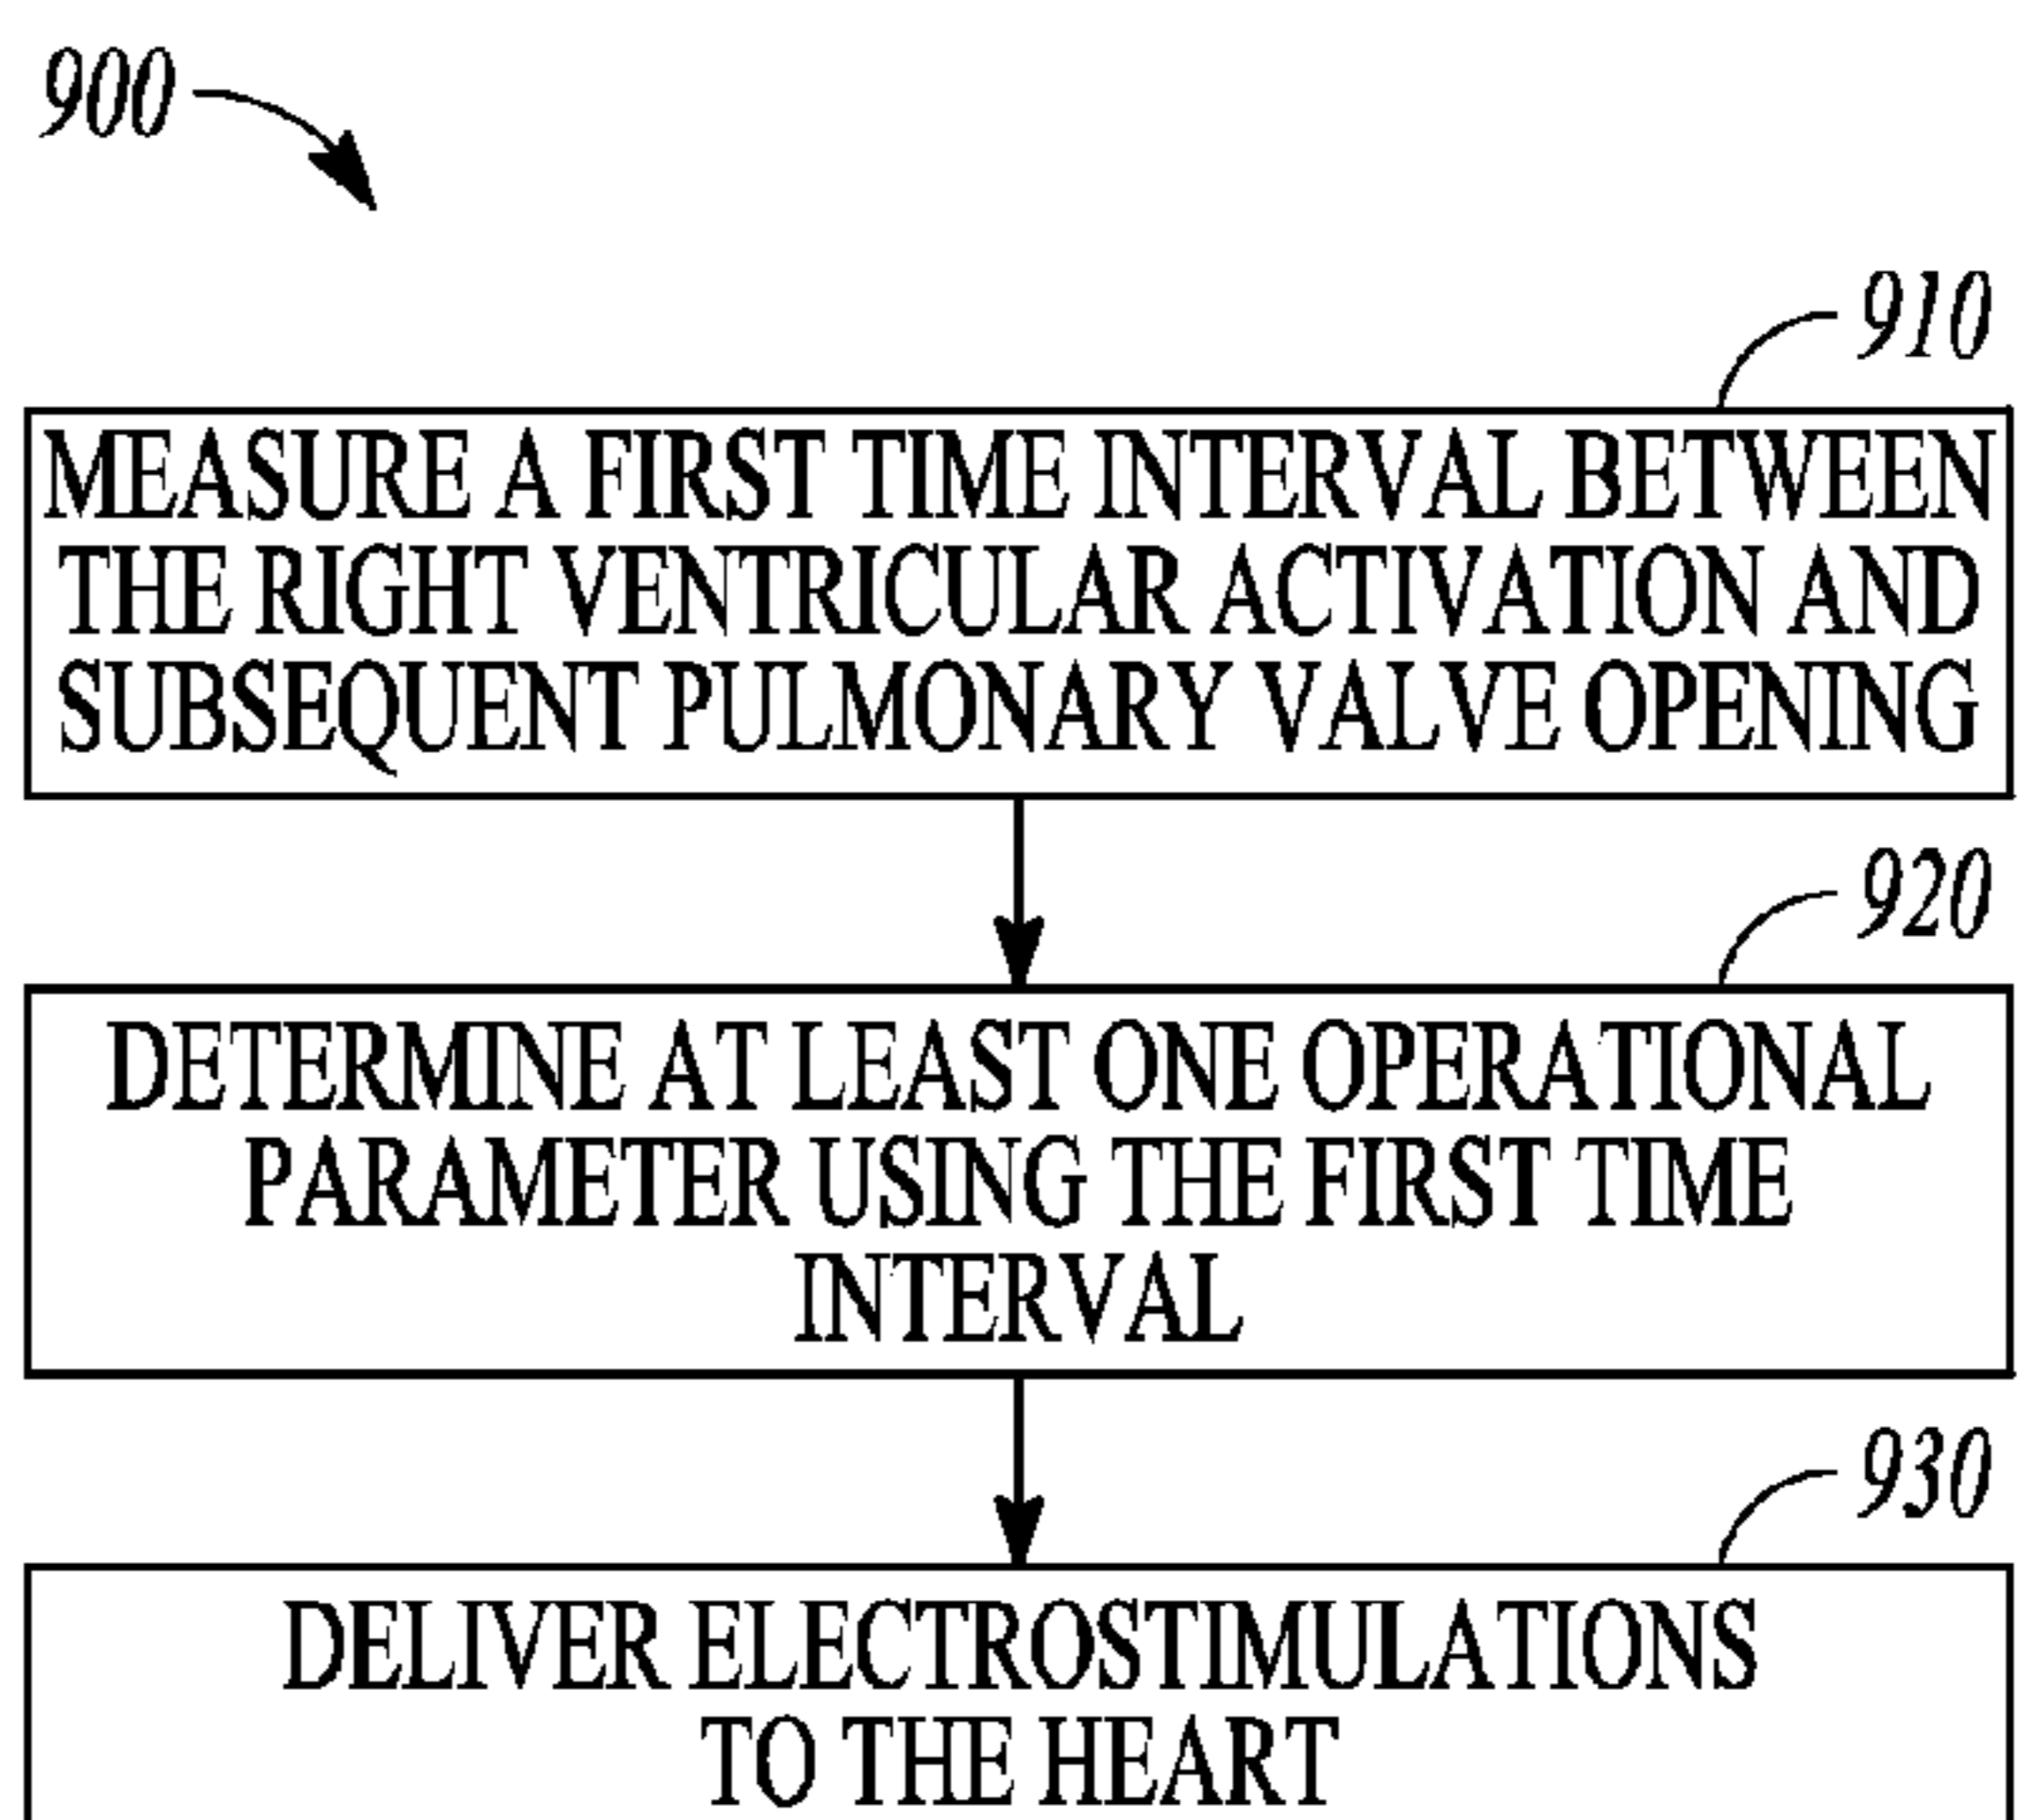 900
910
MEASURE A FIRST TIME INTERVAL BETWEEN
THE RIGHT VENTRICULAR ACTIVATION AND
SUBSEQUENT PULMONARY VALVE OPENING
920
DETERMINE AT LEAST ONE OPERATIONAL
PARAMETER USING THE FIRST TIME
INTERVAL
930
DELIVER ELECTROSTIMULATIONS
TO THE HEART